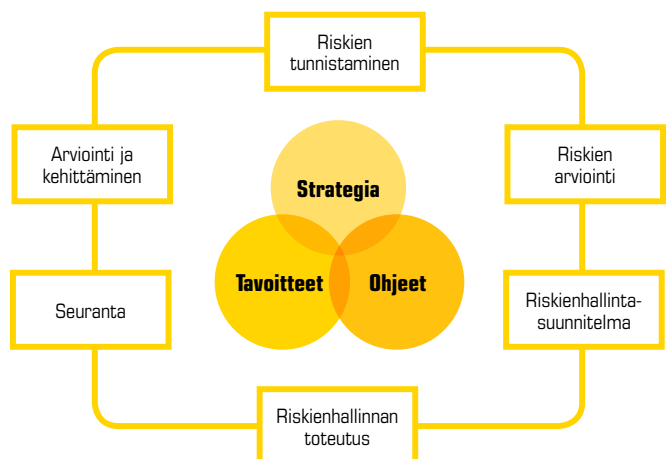 Riskien
tunnistaminen
Arviointi ja
kehittäminen
Riskien
arviointi
Strategia
Tavoitteet
Ohjeet
Seuranta
Riskienhallinta-
suunnitelma
Riskienhallinnan
toteutus